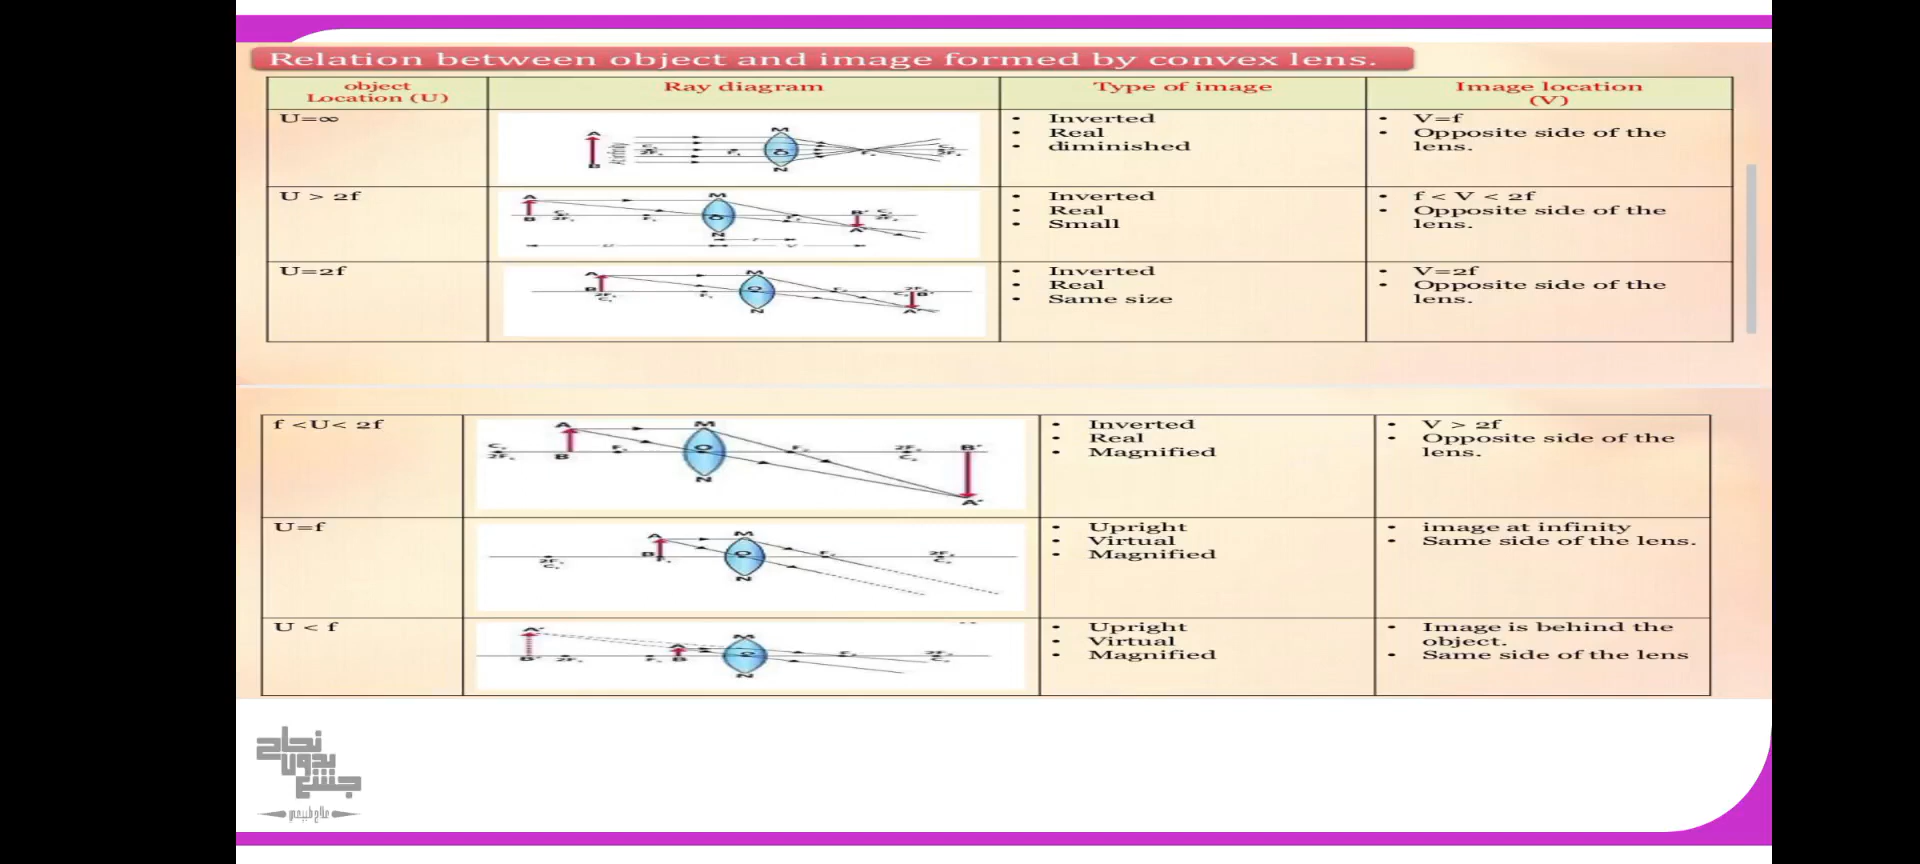 Relation between object and image formed by convex lens.
object
Location (U)
Ray diagram
Type of image
Image location
(V)
U=∞
• Inverted
• Real
• diminished
• V=f
• Opposite side of the
lens.
U > 2f
• Inverted
• Real
• Small
• f < V < 2f
• Opposite side of the
lens.
U=2f
• Inverted
• Real
• Same size
• V=2f
• Opposite side of the
lens.
f <U< 2f
• Inverted
• Real
• Magnified
• V > 2f
• Opposite side of the
lens.
U=f
• Upright
• Virtual
• Magnified
• image at infinity
• Same side of the lens.
U < f
• Upright
• Virtual
• Magnified
• Image is behind the
object.
• Same side of the lens
نجاح
بدون
جشع
علاج طبيعي